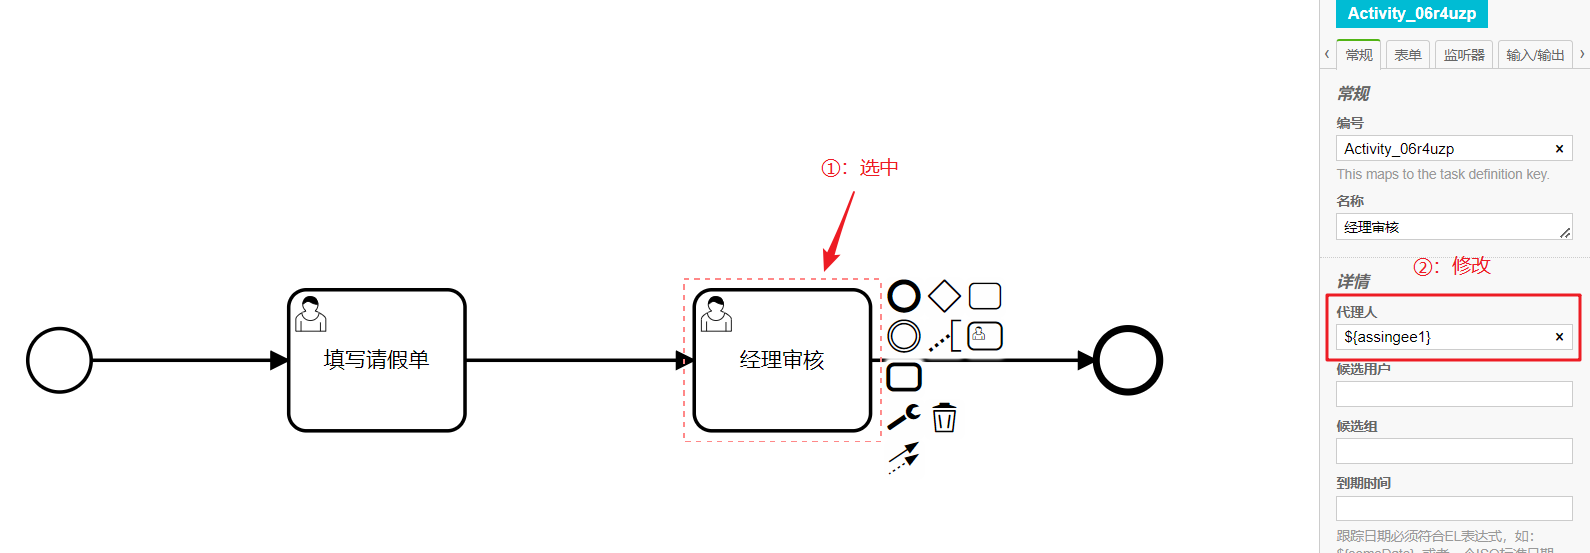 Activity_06r4uzp
‹ 常规 表单 监听器 输入/输出 ›
常规
编号
Activity_06r4uzp ×
This maps to the task definition key.
名称
经理审核
②：修改
详情
代理人
${assingee1} ×
候选用户
候选组
到期时间
跟踪日期必须符合EL表达式，如：
①：选中
填写请假单
经理审核